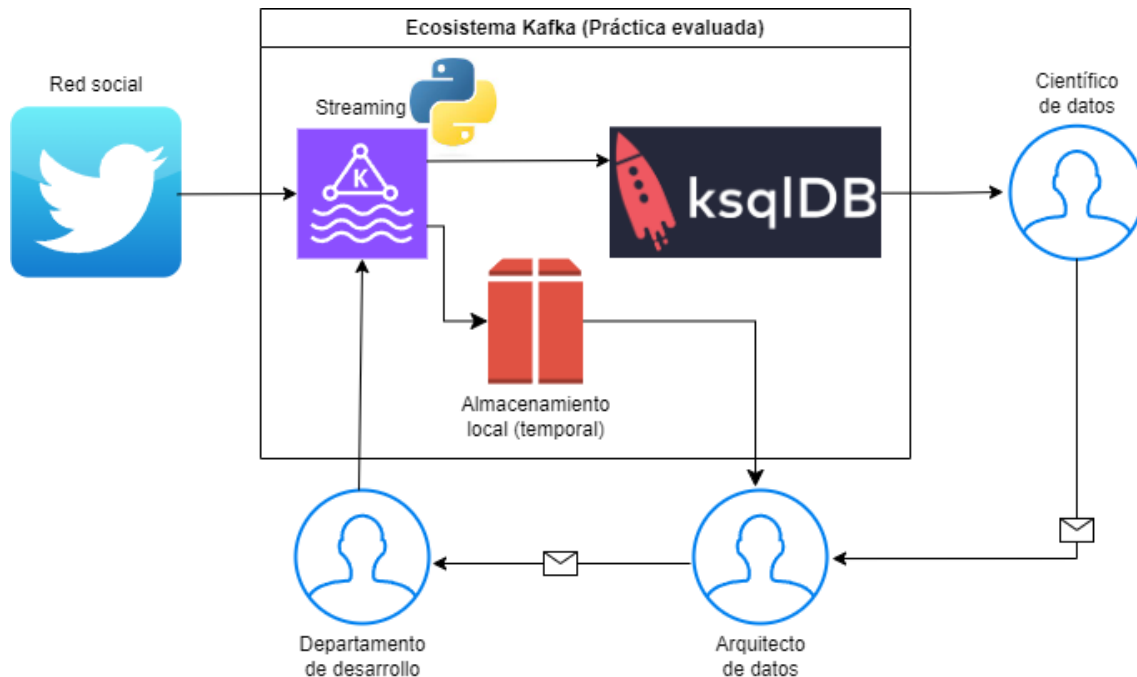 Ecosistema Kafka (Práctica evaluada)
Red social
Streaming
K
ksqlDB
Científico
de datos
Almacenamiento
local (temporal)
Departamento
de desarrollo
Arquitecto
de datos